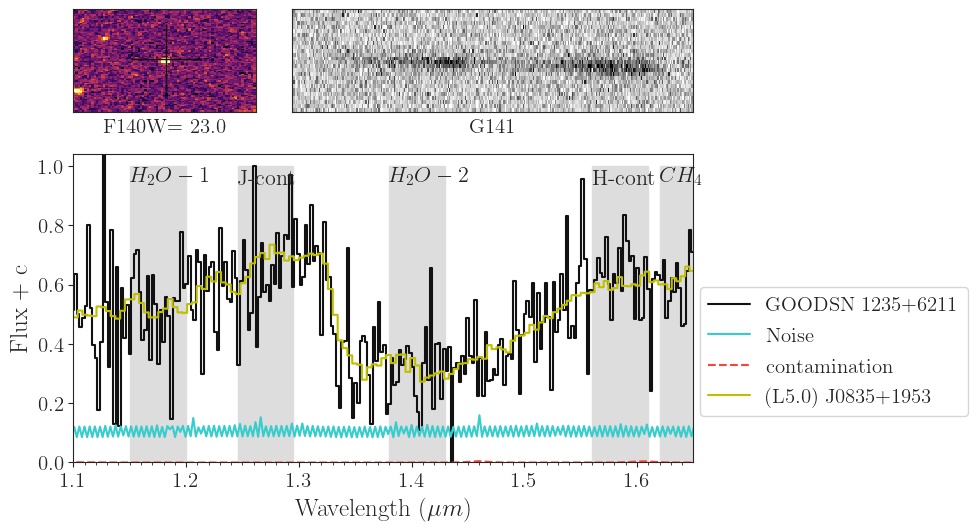 F140W= 23.0
G141
H₂O − 1
J-cont
H₂O − 2
H-cont
CH₄
1.0
0.8
0.6
0.4
0.2
0.0
Flux + c
1.1
1.2
1.3
1.4
1.5
1.6
Wavelength (μm)
GOODSN 1235+6211
Noise
contamination
(L5.0) J0835+1953